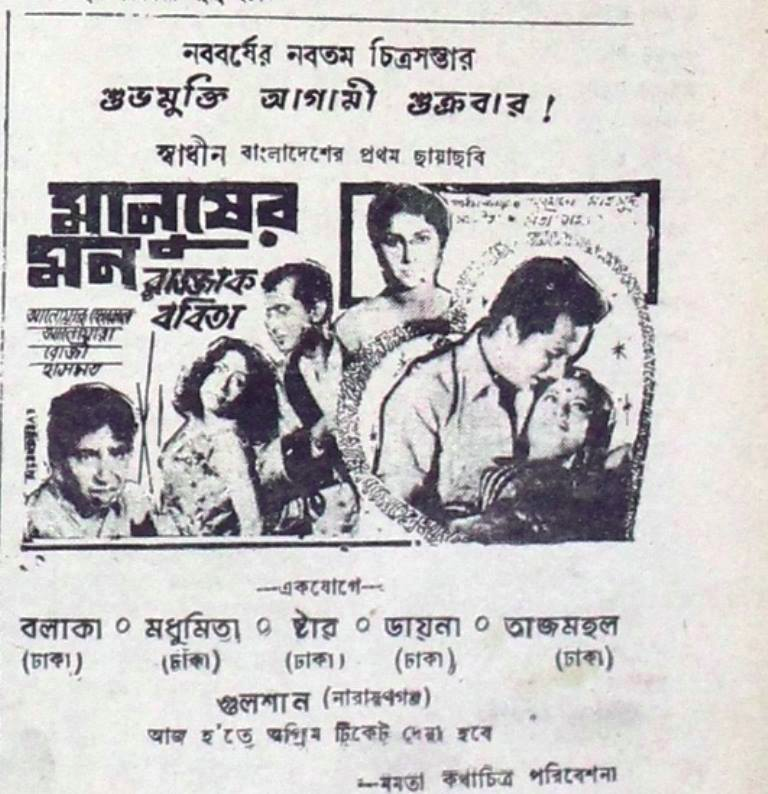 নববর্ষের নবতম চিত্রসম্ভার
শুভমুক্তি আগামী শুক্রবার !
স্বাধীন বাংলাদেশের প্রথম ছায়াছবি
মানুষের
মন
রাজ্জাক
ববিতা
আনোয়ার হোসেন
আনোয়ারা
রোজী
হাসমত
—একযোগে—
বলাকা ০ মধুমিতা ০ ষ্টার ০ ডায়না ০ তাজমহল
(ঢাকা) (ঢাকা) (ঢাকা) (ঢাকা) (ঢাকা)
গুলশান (নারায়ণগঞ্জ)
আজ হ'তে অগ্রিম টিকেট দেয়া হবে
—মমতা কথাচিত্র পরিবেশনা